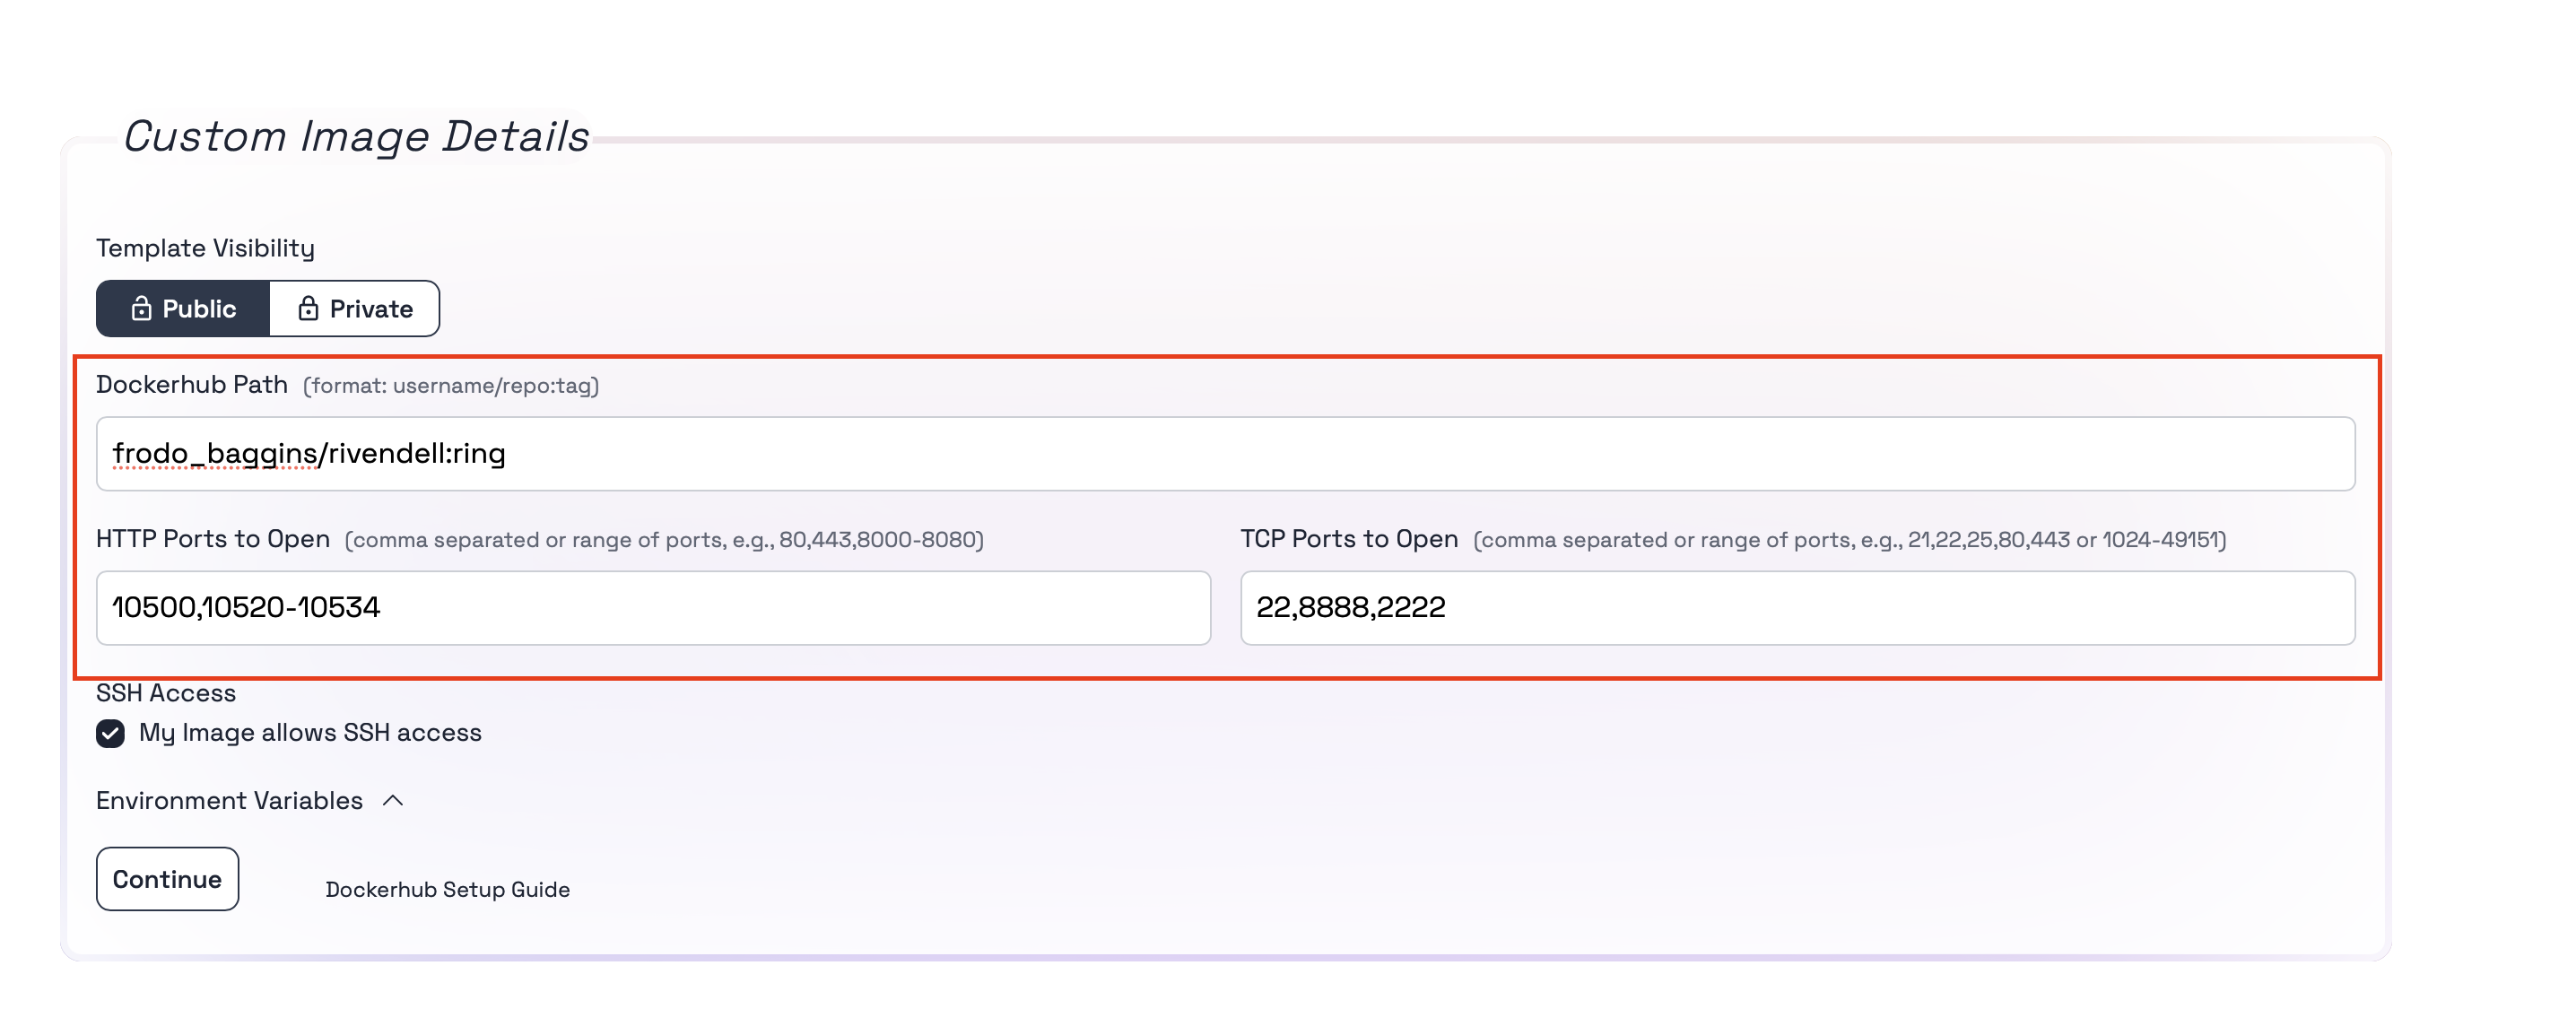 Custom Image Details
Template Visibility
Public Private
Dockerhub Path (format: username/repo:tag)
frodo_baggins/rivendell:ring
HTTP Ports to Open (comma separated or range of ports, e.g., 80,443,8000-8080) TCP Ports to Open (comma separated or range of ports, e.g., 21,22,25,80,443 or 1024-49151)
10500,10520-10534 22,8888,2222
SSH Access
My Image allows SSH access
Environment Variables
Continue Dockerhub Setup Guide